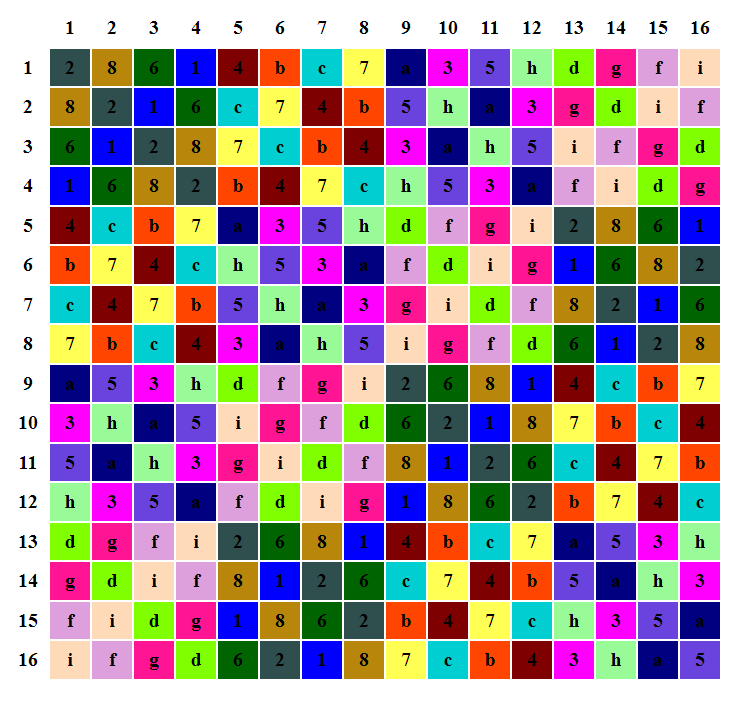 1 2 3 4 5 6 7 8 9 10 11 12 13 14 15 16
1 2 8 6 1 4 b c 7 a 3 5 h d g f i
2 8 2 1 6 c 7 4 b 5 h a 3 g d i f
3 6 1 2 8 7 c b 4 3 a h 5 i f g d
4 1 6 8 2 b 4 7 c h 5 3 a f i d g
5 4 c b 7 a 3 5 h d f g i 2 8 6 1
6 b 7 4 c h 5 3 a f d i g 1 6 8 2
7 c 4 7 b 5 h a 3 g i d f 8 2 1 6
8 7 b c 4 3 a h 5 i g f d 6 1 2 8
9 a 5 3 h d f g i 2 6 8 1 4 c b 7
10 3 h a 5 i g f d 6 2 1 8 7 b c 4
11 5 a h 3 g i d f 8 1 2 6 c 4 7 b
12 h 3 5 a f d i g 1 8 6 2 b 7 4 c
13 d g f i 2 6 8 1 4 b c 7 a 5 3 h
14 g d i f 8 1 2 6 c 7 4 b 5 a h 3
15 f i d g 1 8 6 2 b 4 7 c h 3 5 a
16 i f g d 6 2 1 8 7 c b 4 3 h a 5